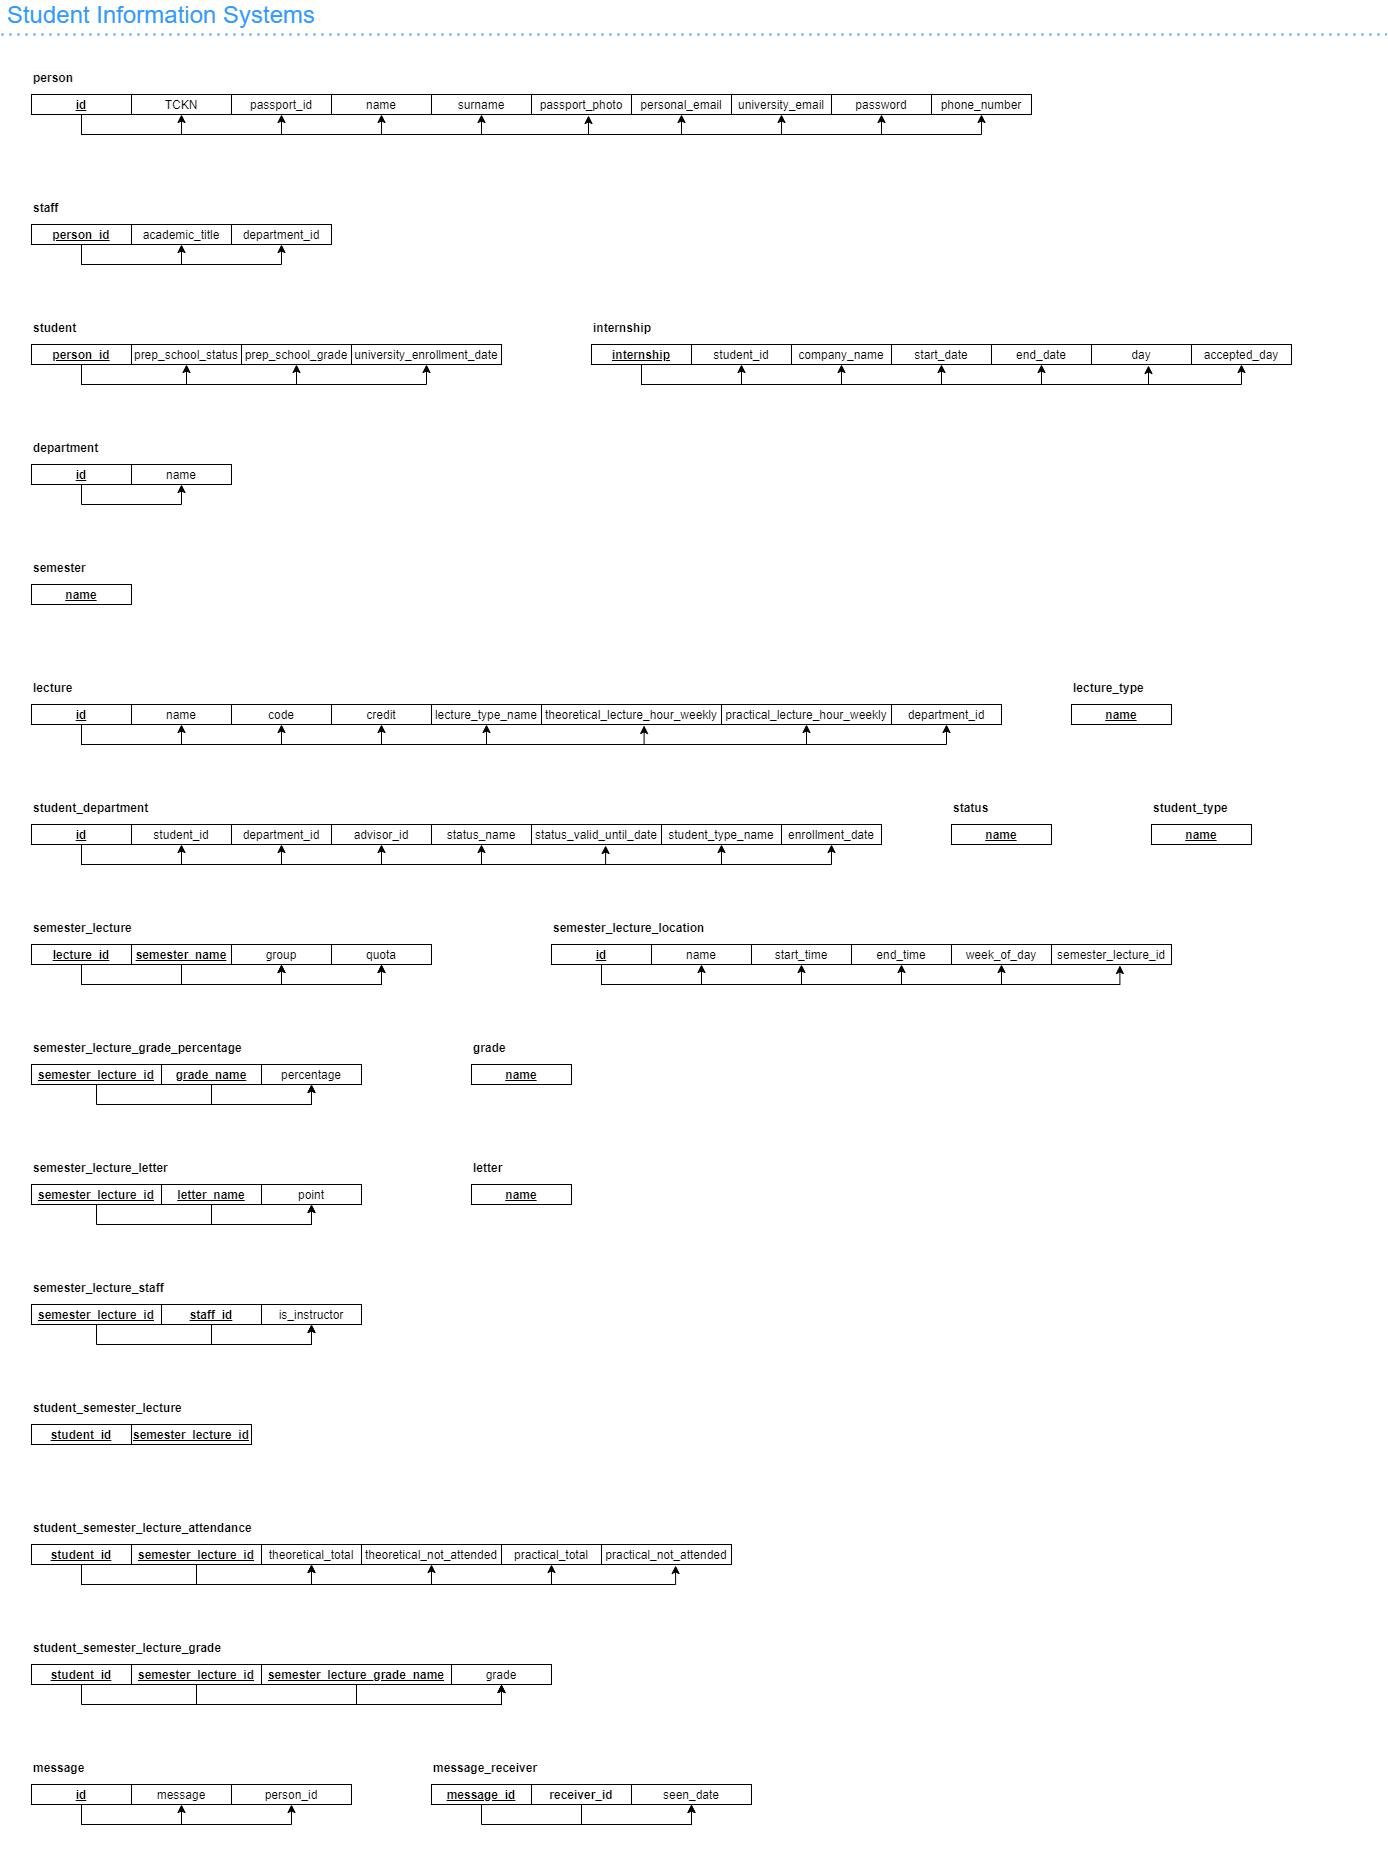 Student Information Systems
person
id TCKN passport_id name surname passport_photo personal_email university_email password phone_number
staff
person_id academic_title department_id
student internship
person_id prep_school_status prep_school_grade university_enrollment_date internship student_id company_name start_date end_date day accepted_day
department
id name
semester
name
lecture lecture_type
id name code credit lecture_type_name theoretical_lecture_hour_weekly practical_lecture_hour_weekly department_id name
student_department status student_type
id student_id department_id advisor_id status_name status_valid_until_date student_type_name enrollment_date name name
semester_lecture semester_lecture_location
lecture_id semester_name group quota id name start_time end_time week_of_day semester_lecture_id
semester_lecture_grade_percentage grade
semester_lecture_id grade_name percentage name
semester_lecture_letter letter
semester_lecture_id letter_name point name
semester_lecture_staff
semester_lecture_id staff_id is_instructor
student_semester_lecture
student_id semester_lecture_id
student_semester_lecture_attendance
student_id semester_lecture_id theoretical_total theoretical_not_attended practical_total practical_not_attended
student_semester_lecture_grade
student_id semester_lecture_id semester_lecture_grade_name grade
message message_receiver
id message person_id message_id receiver_id seen_date